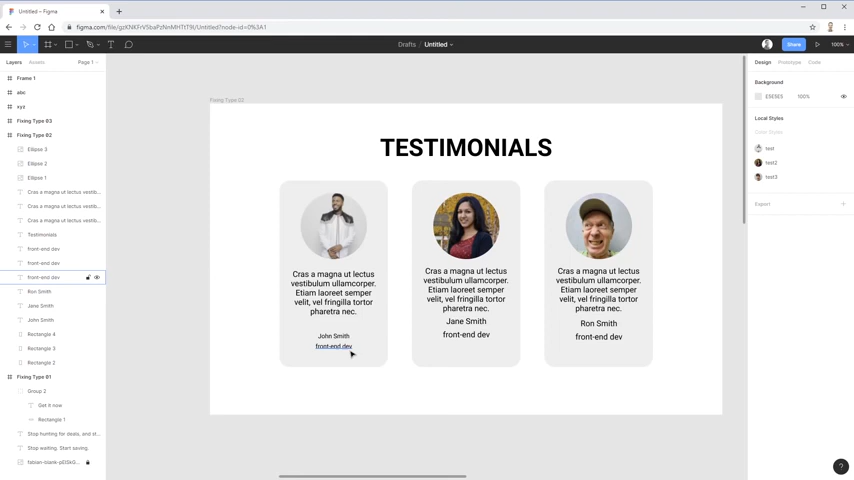 Untitled – Figma
figma.com/file/gzKNKFrV5baPzNnMHTtT9I/Untitled?node-id=0%3A1
Drafts / Untitled
Share
100%
Layers
Assets
Page 1
Design
Prototype
Code
Frame 1
abc
xyz
Fixing Type 03
Fixing Type 02
Ellipse 3
Ellipse 2
Ellipse 1
Cras a magna ut lectus vestib...
Cras a magna ut lectus vestib...
Cras a magna ut lectus vestib...
Testimonials
front-end dev
front-end dev
front-end dev
Ron Smith
Jane Smith
John Smith
Rectangle 4
Rectangle 3
Rectangle 2
Fixing Type 01
Group 2
Get it now
Rectangle 1
Stop hunting for deals, and st...
Stop waiting. Start saving.
Fixing Type 02
TESTIMONIALS
Cras a magna ut lectus
vestibulum ullamcorper.
Etiam laoreet semper
velit, vel fringilla tortor
pharetra nec.
John Smith
front-end dev
Cras a magna ut lectus
vestibulum ullamcorper.
Etiam laoreet semper
velit, vel fringilla tortor
pharetra nec.
Jane Smith
front-end dev
Cras a magna ut lectus
vestibulum ullamcorper.
Etiam laoreet semper
velit, vel fringilla tortor
pharetra nec.
Ron Smith
front-end dev
Background
E5E5E5
100%
Local Styles
Color Styles
test
test2
test3
Export
?